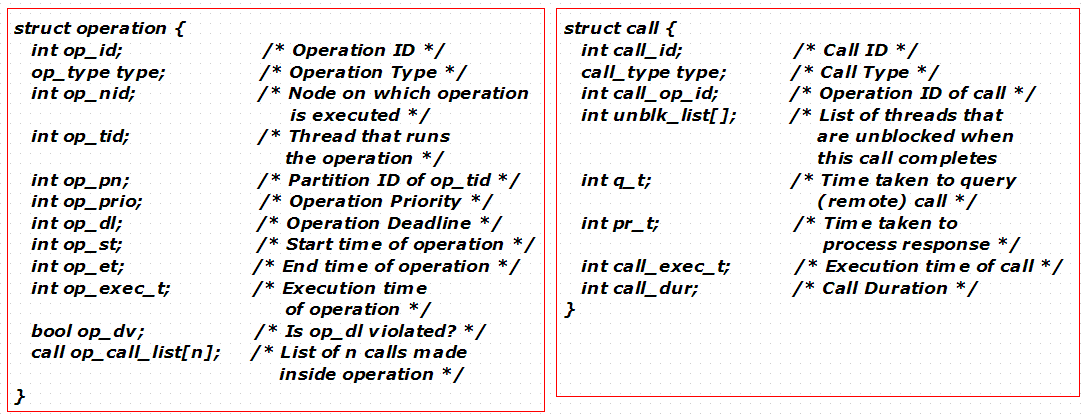 struct operation {
int op_id; /* Operation ID */
op_type type; /* Operation Type */
int op_nid; /* Node on which operation
is executed */
int op_tid; /* Thread that runs
the operation */
int op_pn; /* Partition ID of op_tid */
int op_prio; /* Operation Priority */
int op_dl; /* Operation Deadline */
int op_st; /* Start time of operation */
int op_et; /* End time of operation */
int op_exec_t; /* Execution time
of operation */
bool op_dv; /* Is op_dl violated? */
call op_call_list[n]; /* List of n calls made
inside operation */
}
struct call {
int call_id; /* Call ID */
call_type type; /* Call Type */
int call_op_id; /* Operation ID of call */
int unblk_list[]; /* List of threads that
are unblocked when
this call completes
int q_t; /* Time taken to query
(remote) call */
int pr_t; /* Time taken to
process response */
int call_exec_t; /* Execution time of call */
int call_dur; /* Call Duration */
}